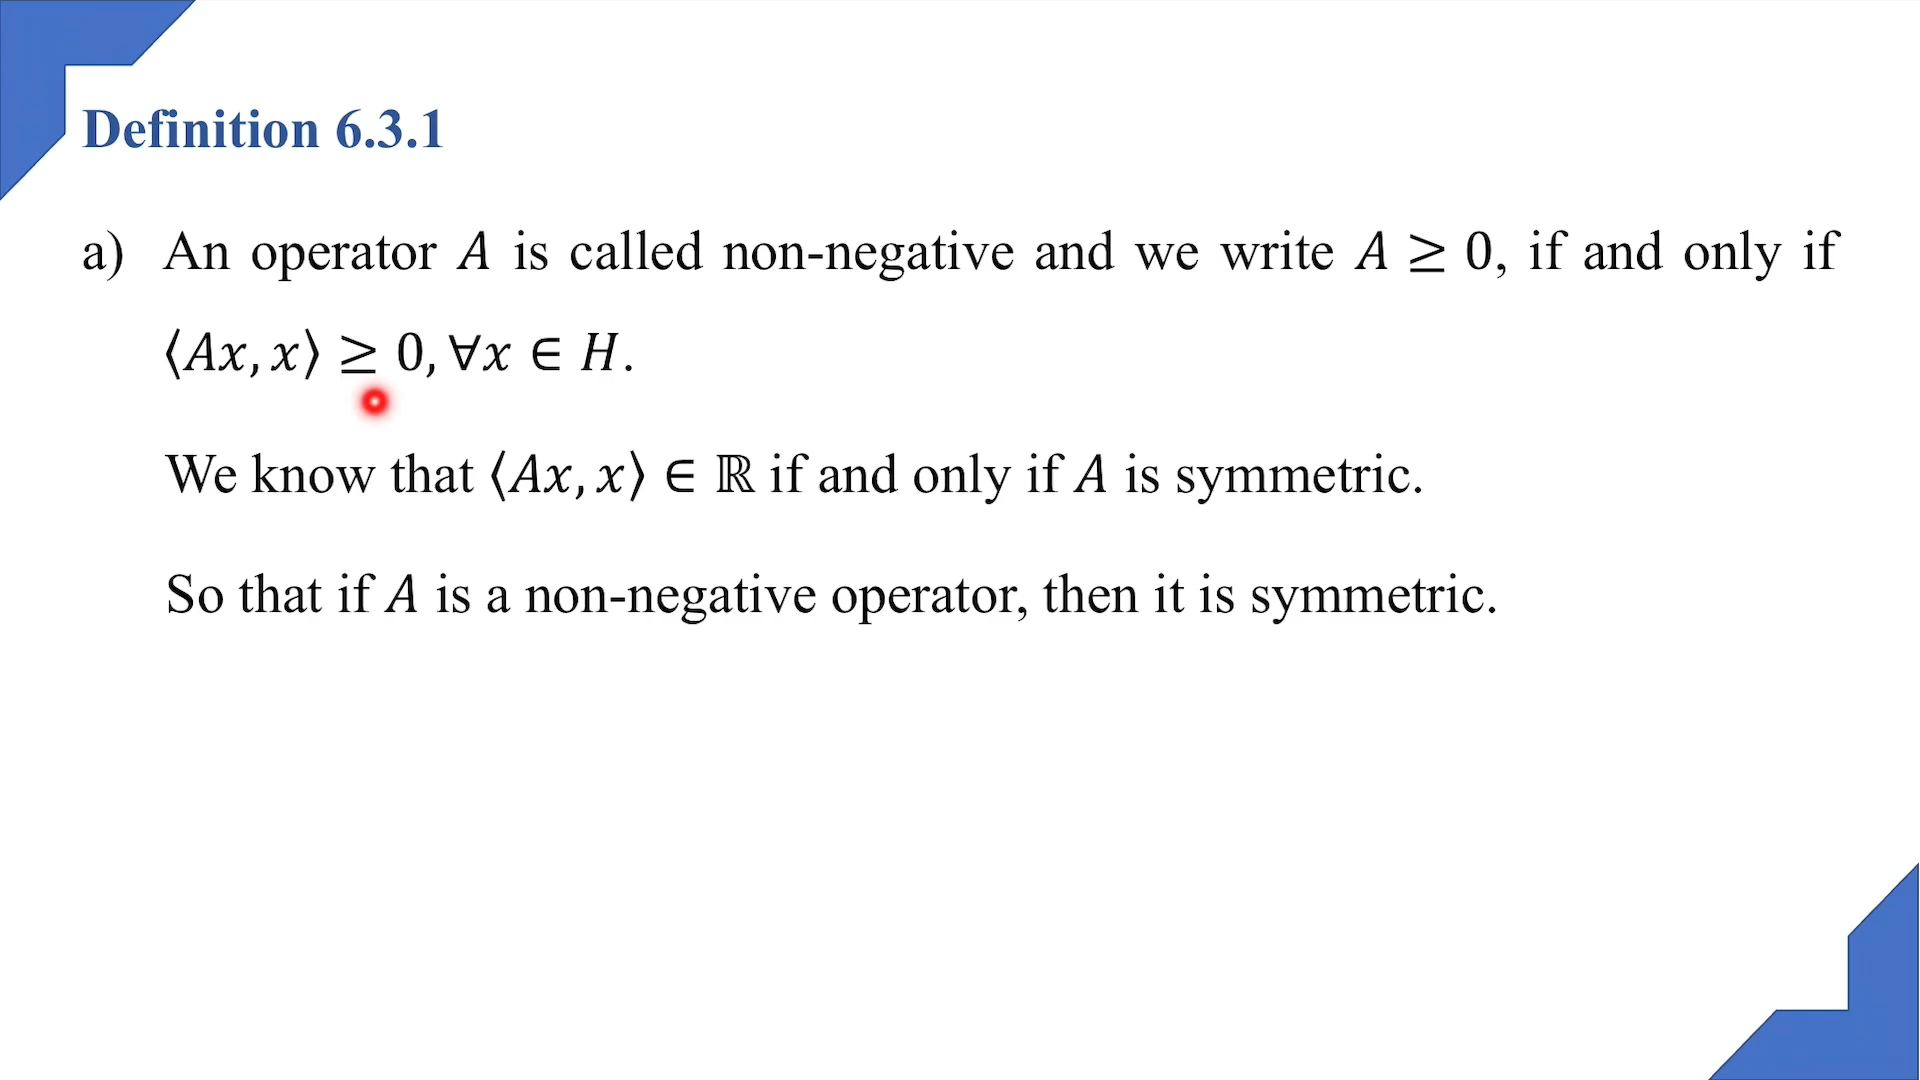 Definition 6.3.1
a) An operator A is called non-negative and we write A ≥ 0, if and only if
⟨Ax, x⟩ ≥ 0, ∀x ∈ H.
We know that ⟨Ax, x⟩ ∈ ℝ if and only if A is symmetric.
So that if A is a non-negative operator, then it is symmetric.